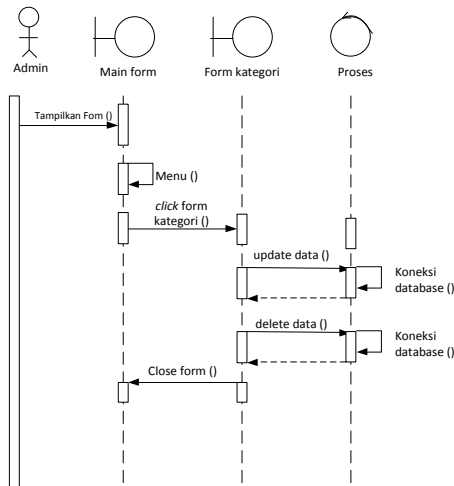 Admin
Main form
Form kategori
Proses
Tampilkan Fom ()
Menu ()
click form
kategori ()
update data ()
Koneksi
database ()
delete data ()
Koneksi
database ()
Close form ()